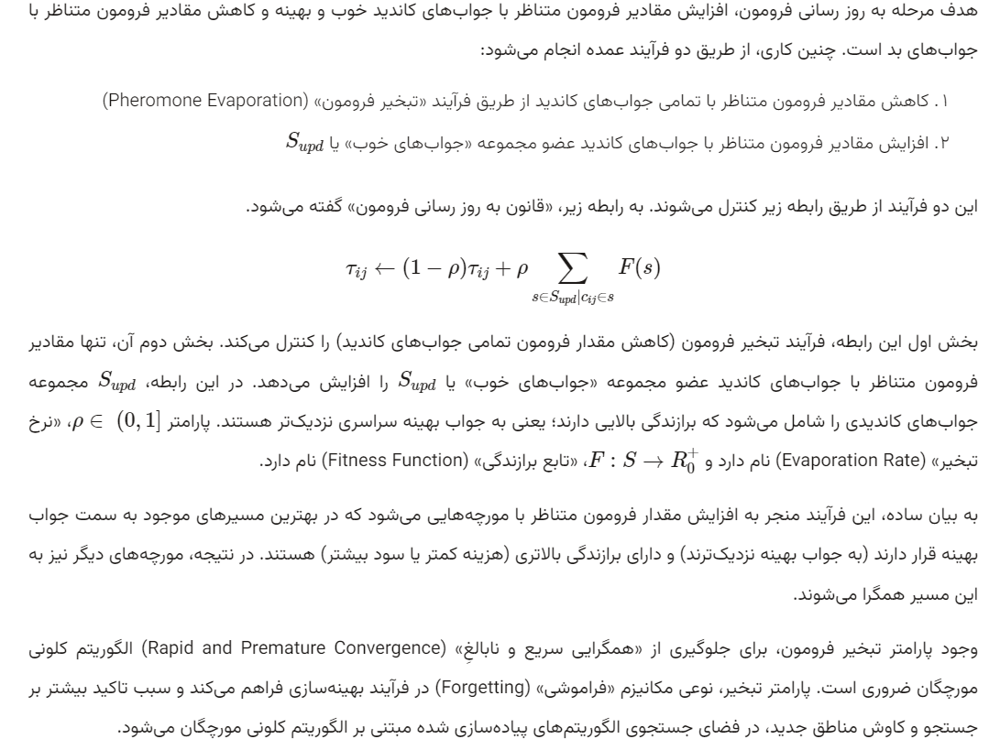 هدف مرحله به روز رسانی فرومون، افزایش مقادیر فرومون متناظر با جواب‌های کاندید خوب و بهینه و کاهش مقادیر فرومون متناظر با
جواب‌های بد است. چنین کاری، از طریق دو فرآیند عمده انجام می‌شود:
۱. کاهش مقادیر فرومون متناظر با تمامی جواب‌های کاندید از طریق فرآیند «تبخیر فرومون» (Pheromone Evaporation)
۲. افزایش مقادیر فرومون متناظر با جواب‌های کاندید عضو مجموعه «جواب‌های خوب» یا S_{upd}
این دو فرآیند از طریق رابطه زیر کنترل می‌شوند. به رابطه زیر، «قانون به روز رسانی فرومون» گفته می‌شود.
τ_{ij} ← (1 − ρ)τ_{ij} + ρ ∑_{s∈S_{upd}|c_{ij}∈s} F(s)
بخش اول این رابطه، فرآیند تبخیر فرومون (کاهش مقدار فرومون تمامی جواب‌های کاندید) را کنترل می‌کند. بخش دوم آن، تنها مقادیر
فرومون متناظر با جواب‌های کاندید عضو مجموعه «جواب‌های خوب» یا S_{upd} را افزایش می‌دهد. در این رابطه، S_{upd} مجموعه
جواب‌های کاندیدی را شامل می‌شود که برازندگی بالایی دارند؛ یعنی به جواب بهینه سراسری نزدیک‌تر هستند. پارامتر ρ ∈ (0, 1]، «نرخ
تبخیر» (Evaporation Rate) نام دارد و F : S → R_0^+، «تابع برازندگی» (Fitness Function) نام دارد.
به بیان ساده، این فرآیند منجر به افزایش مقدار فرومون متناظر با مورچه‌هایی می‌شود که در بهترین مسیرهای موجود به سمت جواب
بهینه قرار دارند (به جواب بهینه نزدیک‌ترند) و دارای برازندگی بالاتری (هزینه کمتر یا سود بیشتر) هستند. در نتیجه، مورچه‌های دیگر نیز به
این مسیر همگرا می‌شوند.
وجود پارامتر تبخیر فرومون، برای جلوگیری از «همگرایی سریع و نابالغِ» (Rapid and Premature Convergence) الگوریتم کلونی
مورچگان ضروری است. پارامتر تبخیر، نوعی مکانیزم «فراموشی» (Forgetting) در فرآیند بهینه‌سازی فراهم می‌کند و سبب تاکید بیشتر بر
جستجو و کاوش مناطق جدید، در فضای جستجوی الگوریتم‌های پیاده‌سازی شده مبتنی بر الگوریتم کلونی مورچگان می‌شود.